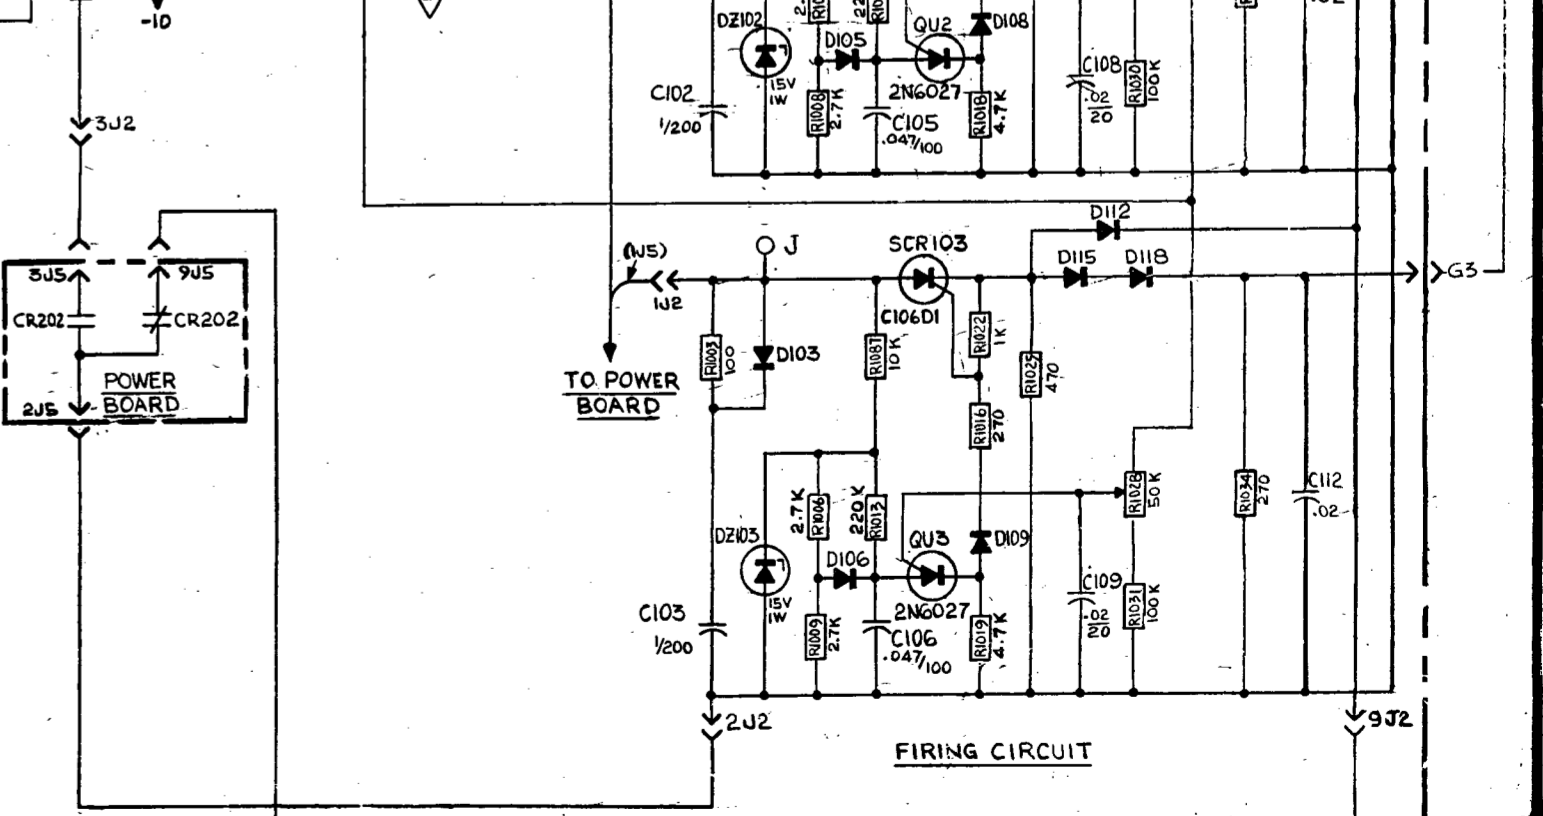 -10
3J2
DZ102
15V
1W
C102
1/200
D105
R1008
2.7K
QU2
2N6027
C105
.047/100
D108
R1018
4.7K
C108
.02
20
R1030
100K
3J5
9J5
CR202
CR202
POWER
BOARD
2J5
(W5)
1J2
TO POWER
BOARD
J
SCR103
C106D1
D112
D115
D118
G3
R1003
100
D103
R1087
10K
R1022
1K
R1025
470
R1016
270
2.7K
R1006
220K
R1013
R1028
50K
R1034
270
C112
.02
DZ103
15V
1W
D106
QU3
2N6027
D109
C103
1/200
R1009
2.7K
C106
.047/100
R1019
4.7K
C109
.02
20
R1031
100K
2J2
9J2
FIRING CIRCUIT